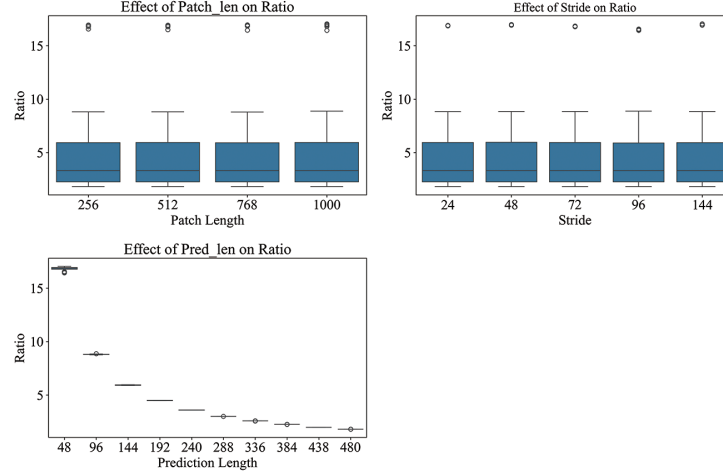 Effect of Patch_len on Ratio
Ratio
15
10
5
256 512 768 1000
Patch Length
Effect of Stride on Ratio
Ratio
15
10
5
24 48 72 96 144
Stride
Effect of Pred_len on Ratio
Ratio
15
10
5
48 96 144 192 240 288 336 384 438 480
Prediction Length